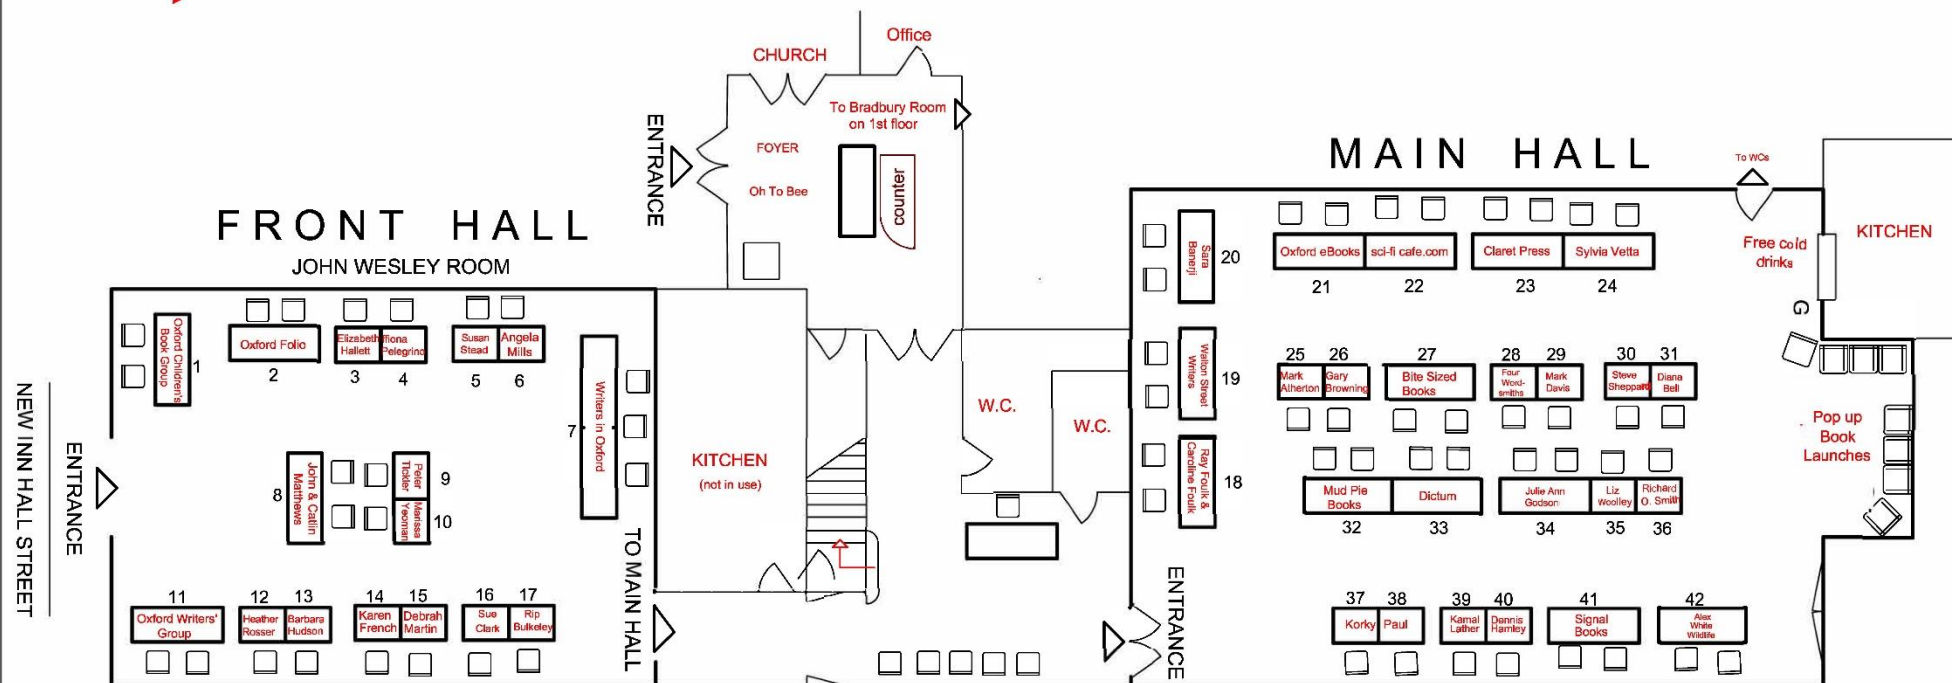 CHURCH
Office
To Bradbury Room
on 1st floor
ENTRANCE
FOYER
Oh To Bee
counter
FRONT HALL
JOHN WESLEY ROOM
MAIN HALL
To WCs
KITCHEN
Free cold
drinks
G
Oxford Children's
Book Group
1
Oxford Folio
2
Elizabeth
Hallett
3
ffiona
Pelegrino
4
Susan
Stead
5
Angela
Mills
6
Writers in Oxford
7
John & Caitlin
Matthews
8
Peter
Tickler
9
Marissa
Yeoman
10
NEW INN HALL STREET
ENTRANCE
11
Oxford Writers'
Group
12
Heather
Rosser
13
Barbara
Hudson
14
Karen
French
15
Debrah
Martin
16
Sue
Clark
17
Rip
Bulkeley
TO MAIN HALL
KITCHEN
(not in use)
W.C.
W.C.
ENTRANCE
Sara
Banerji
20
Walton Street
Writers
19
Ray Foulk &
Caroline Foulk
18
Oxford eBooks
21
sci-fi cafe.com
22
Claret Press
23
Sylvia Vetta
24
25
Mark
Atherton
26
Gary
Browning
27
Bite Sized
Books
28
Four
Word-
smiths
29
Mark
Davis
30
Steve
Sheppard
31
Diana
Bell
Pop up
Book
Launches
Mud Pie
Books
32
Dictum
33
Julie Ann
Godson
34
Liz
Woolley
35
Richard
O. Smith
36
37
Korky
38
Paul
39
Kamal
Lather
40
Dennis
Hamley
41
Signal
Books
42
Alex
White
Wildlife